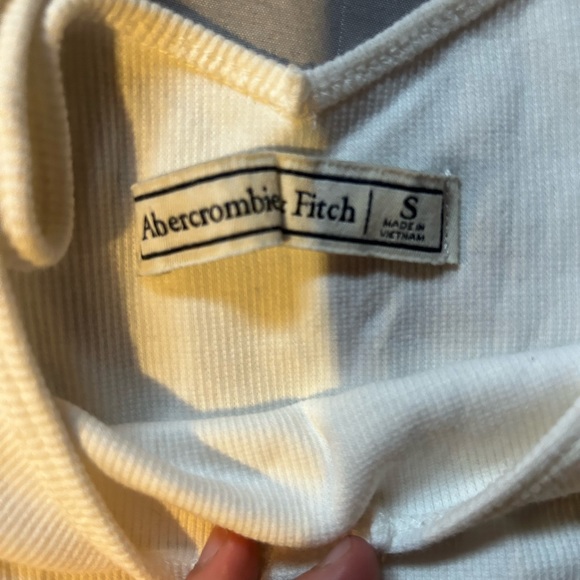 Abercrombie & Fitch | S
MADE IN
VIETNAM